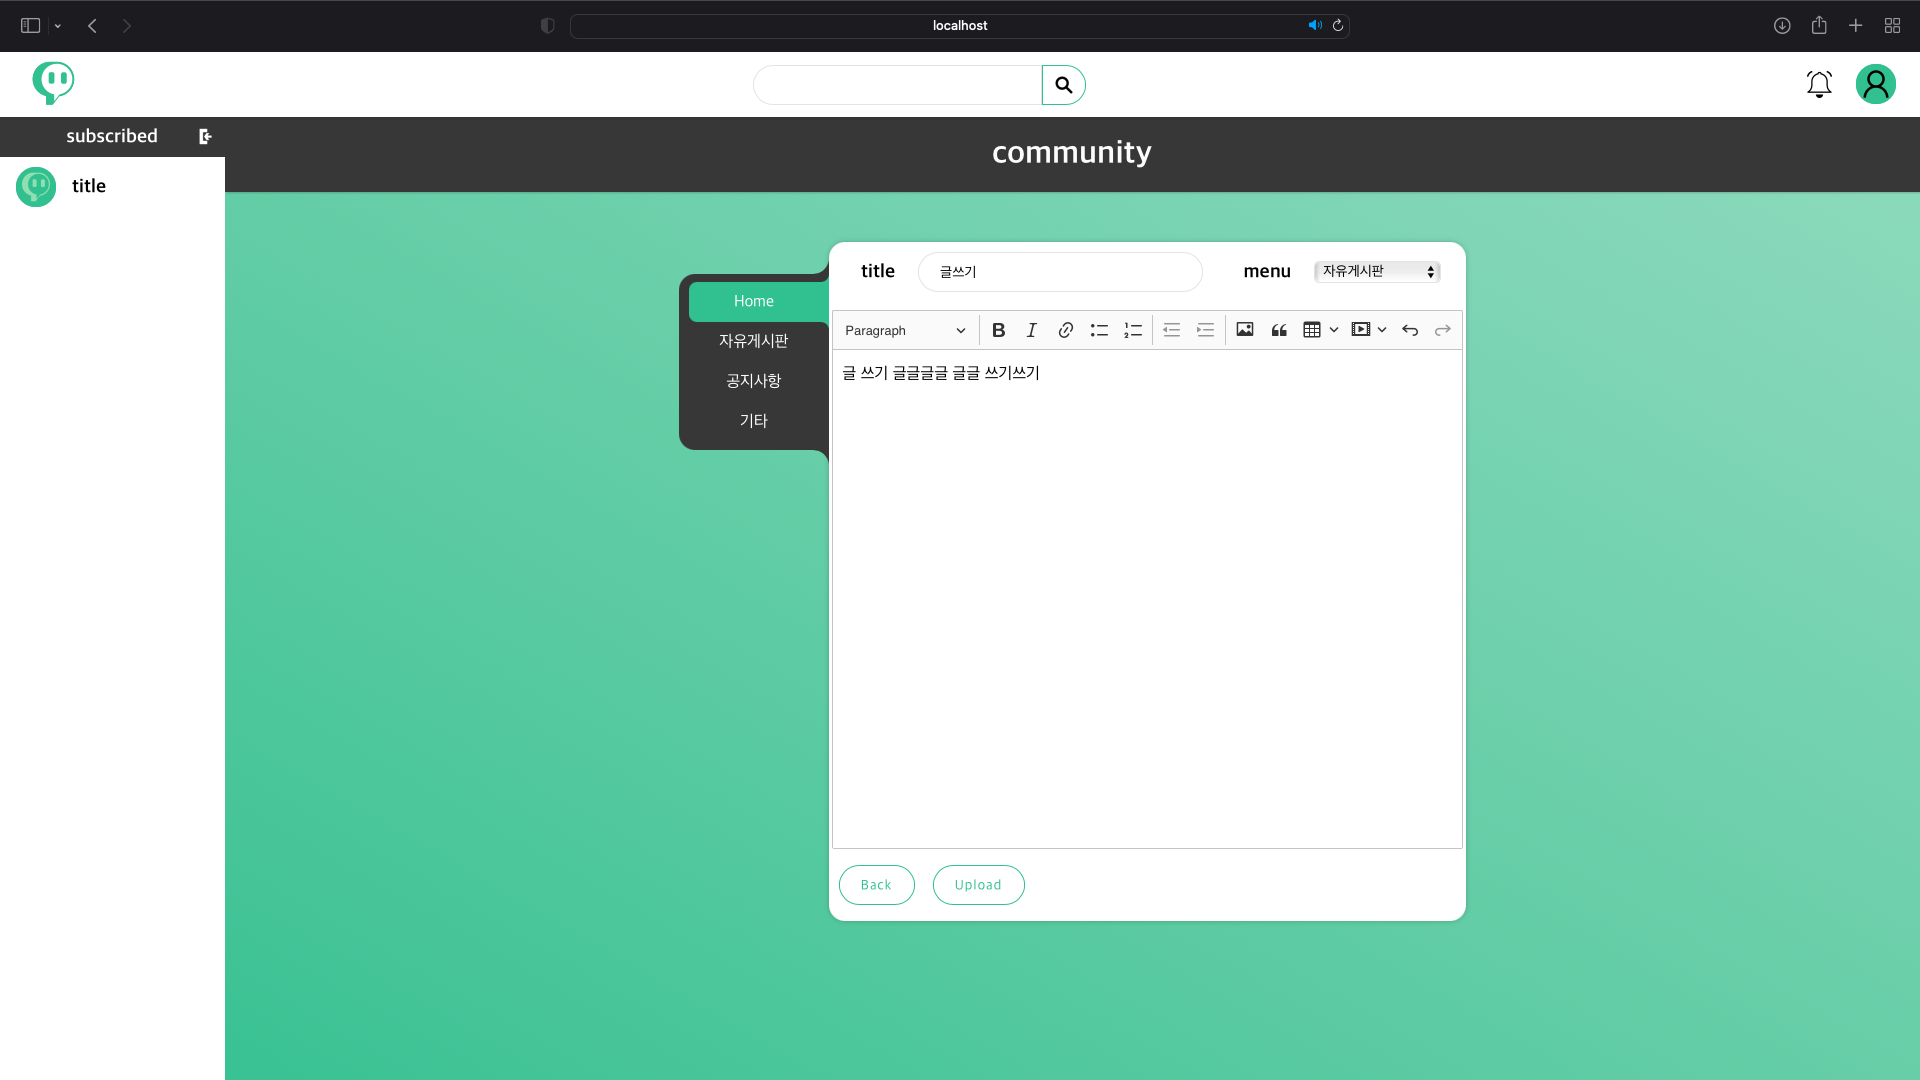 localhost
subscribed
community
title
title
글쓰기
menu
자유게시판
Home
자유게시판
공지사항
기타
Paragraph
글 쓰기 글글글글 글글 쓰기쓰기
Back
Upload